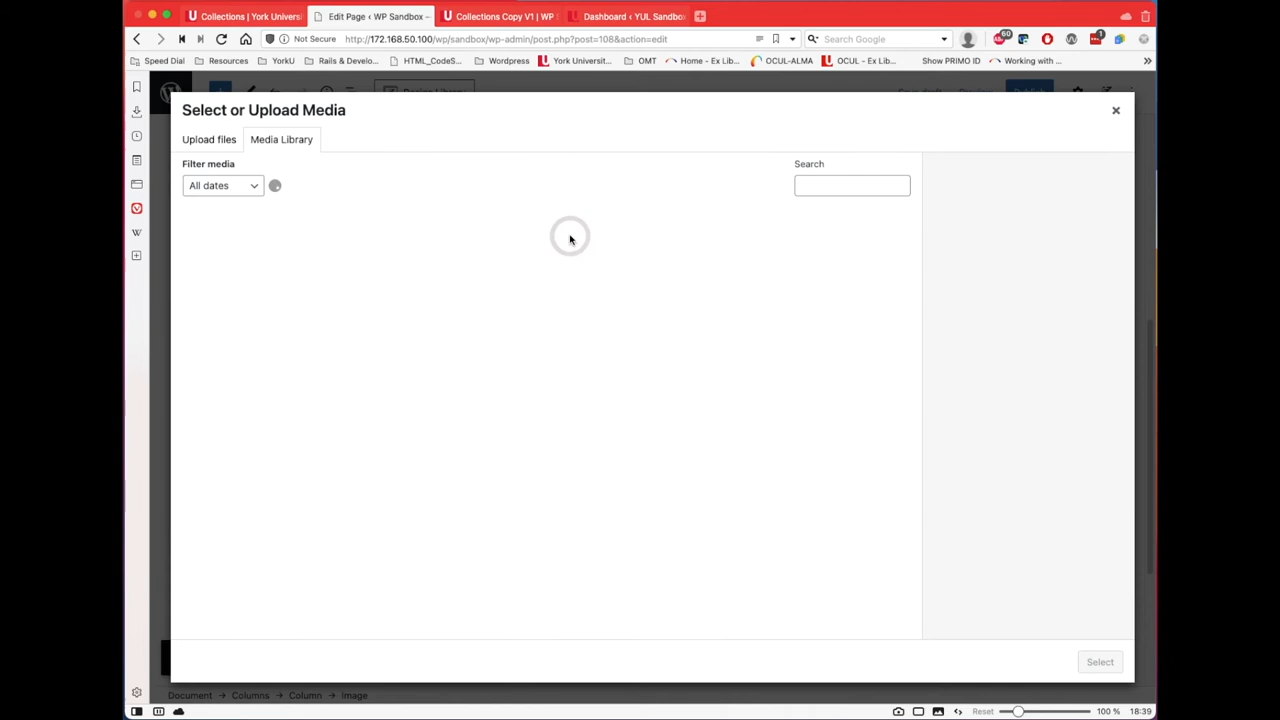 Collections | York Universi
Edit Page ‹ WP Sandbox —
Collections Copy V1 | WP S
Dashboard ‹ YUL Sandbo
Not Secure
http://172.168.50.100/wp/sandbox/wp-admin/post.php?post=108&action=edit
Search Google
60
1
Speed Dial
Resources
YorkU
Rails & Develo...
HTML_CodeS...
Wordpress
York Universit...
OMT
Home - Ex Lib...
OCUL-ALMA
OCUL - Ex Lib...
Show PRIMO ID
Working with ...
Select or Upload Media
Upload files
Media Library
Filter media
Search
All dates
Select
Document → Columns → Column → Image
Reset
100 %
18:39